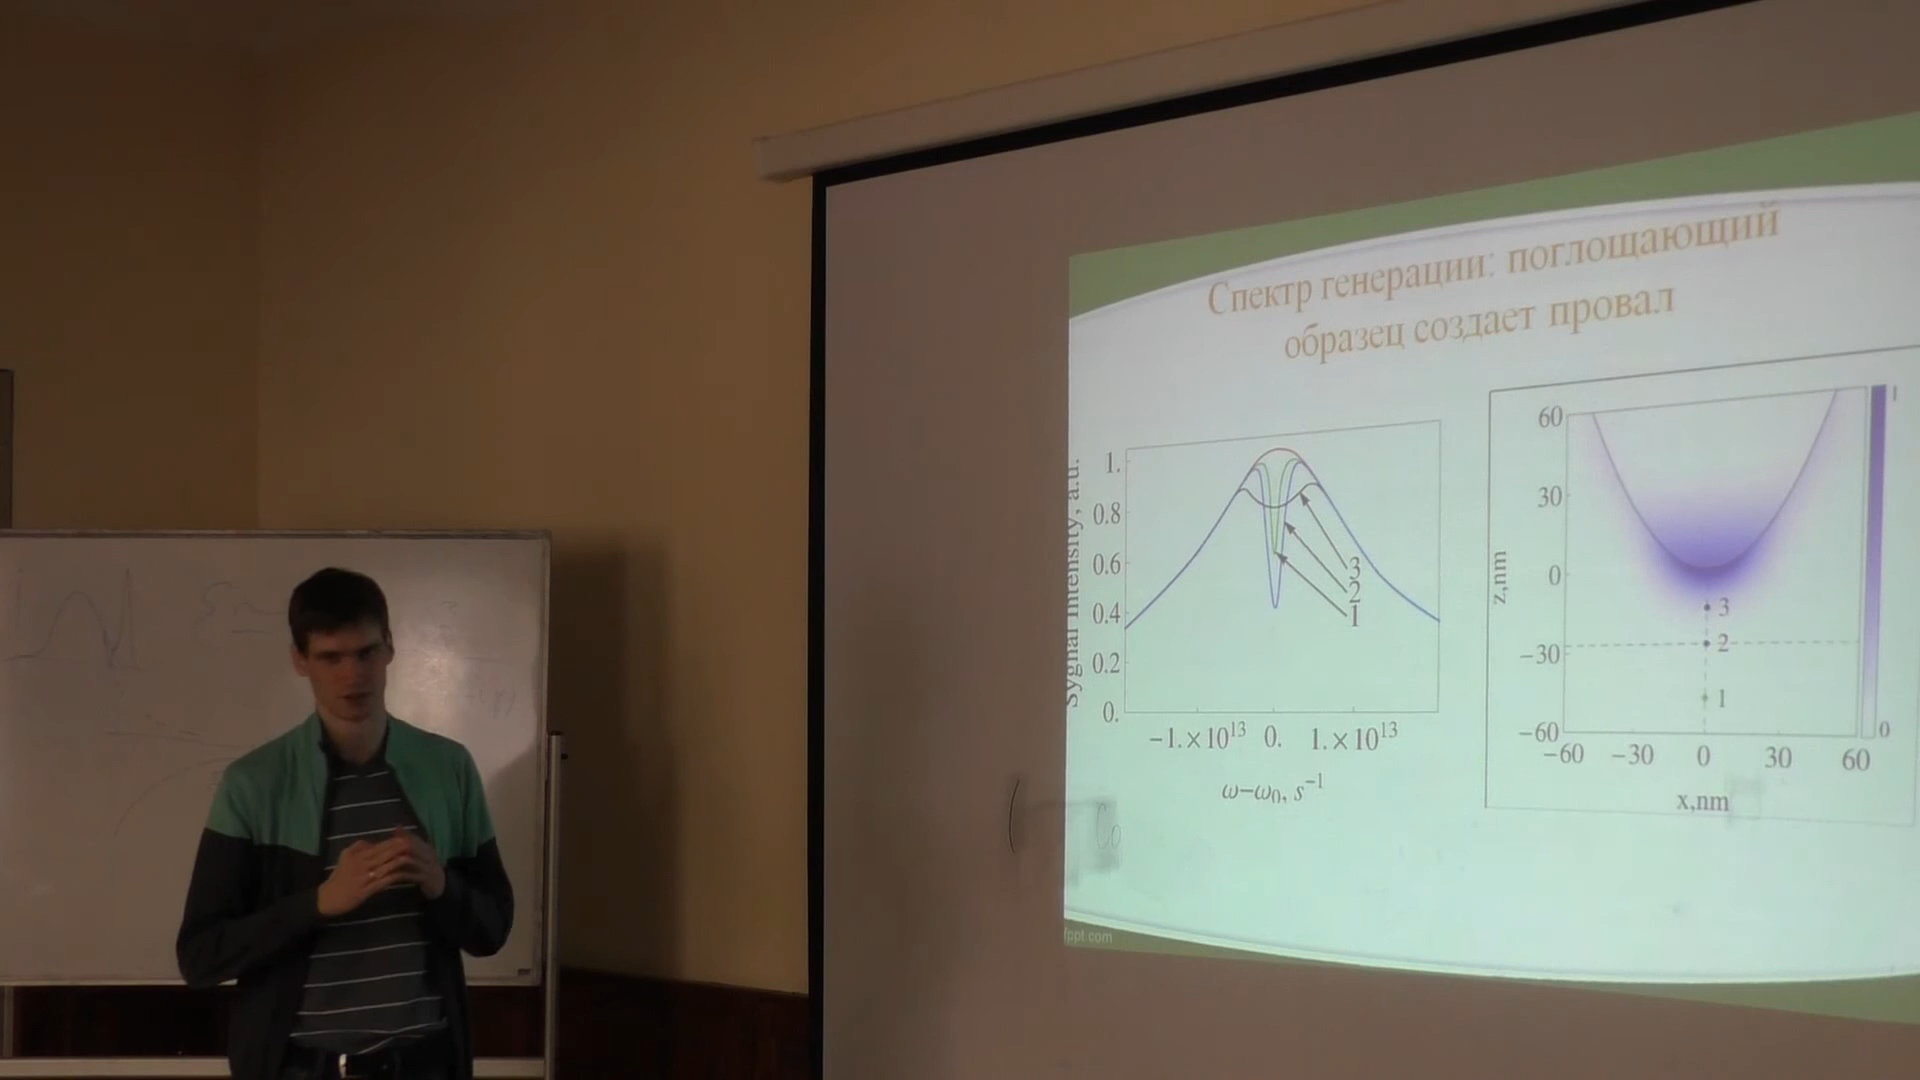 Спектр генерации: поглощающий
образец создает провал
Sygnal Intensity, a.u.
1.
0.8
0.6
0.4
0.2
0.
3
2
1
−1.×10¹³ 0. 1.×10¹³
ω−ω₀, s⁻¹
60
30
0
−30
−60
z,nm
3
2
1
−60 −30 0 30 60
x,nm
1
0
fppt.com